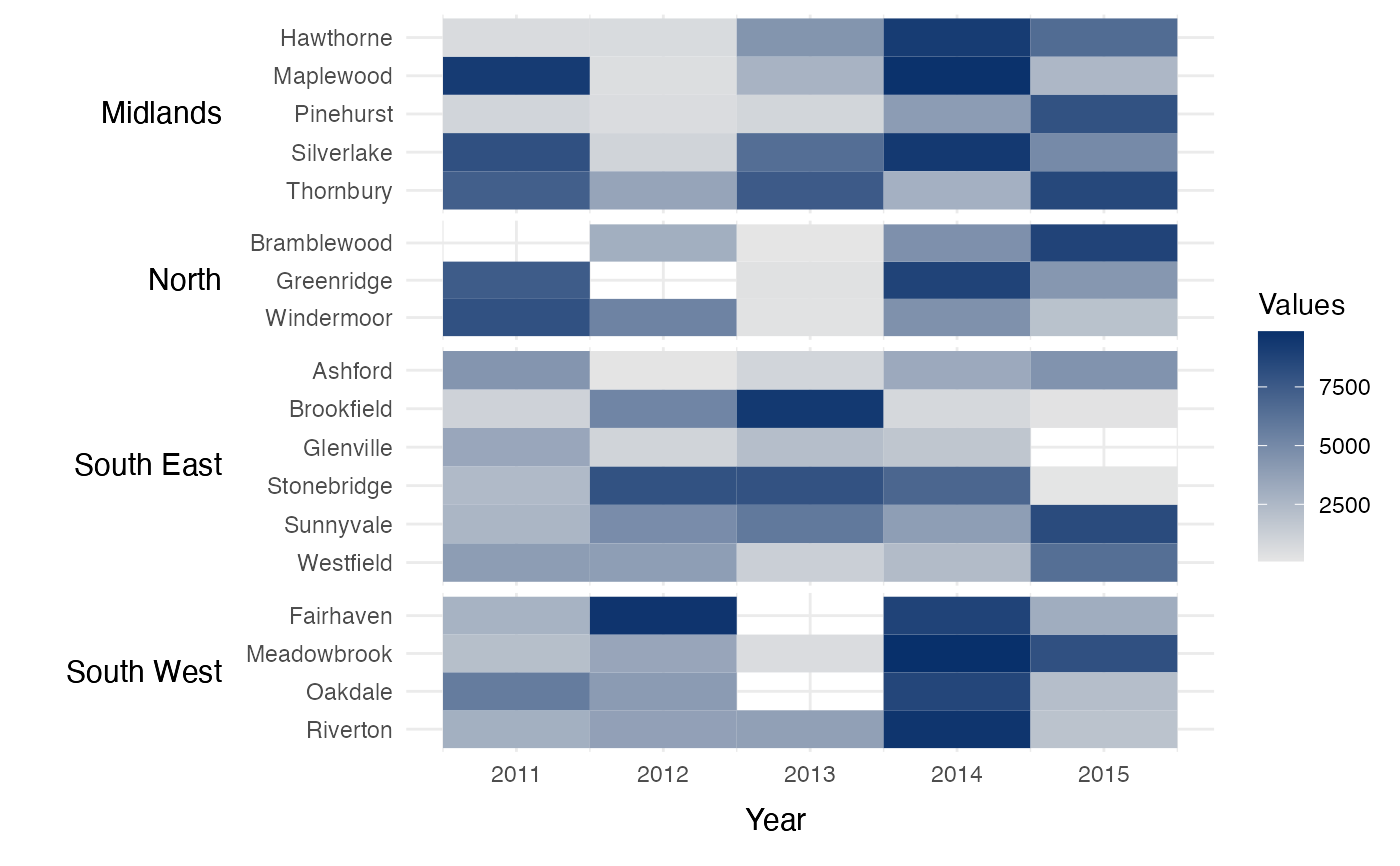 Midlands
Hawthorne
Maplewood
Pinehurst
Silverlake
Thornbury
North
Bramblewood
Greenridge
Windermoor
South East
Ashford
Brookfield
Glenville
Stonebridge
Sunnyvale
Westfield
South West
Fairhaven
Meadowbrook
Oakdale
Riverton
2011 2012 2013 2014 2015
Year
Values
7500
5000
2500